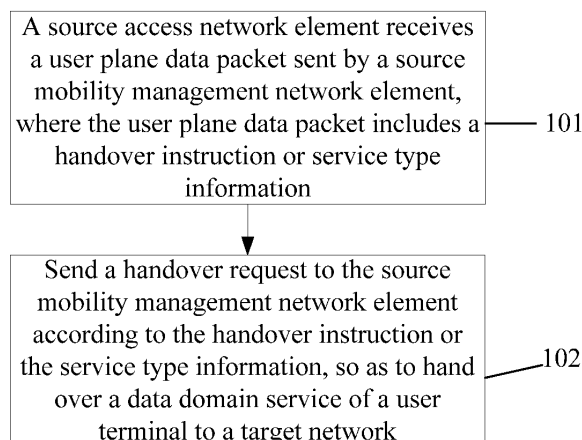 A source access network element receives
a user plane data packet sent by a source
mobility management network element,
where the user plane data packet includes a
handover instruction or service type
information
101
Send a handover request to the source
mobility management network element
according to the handover instruction or
the service type information, so as to hand
over a data domain service of a user
terminal to a target network
102